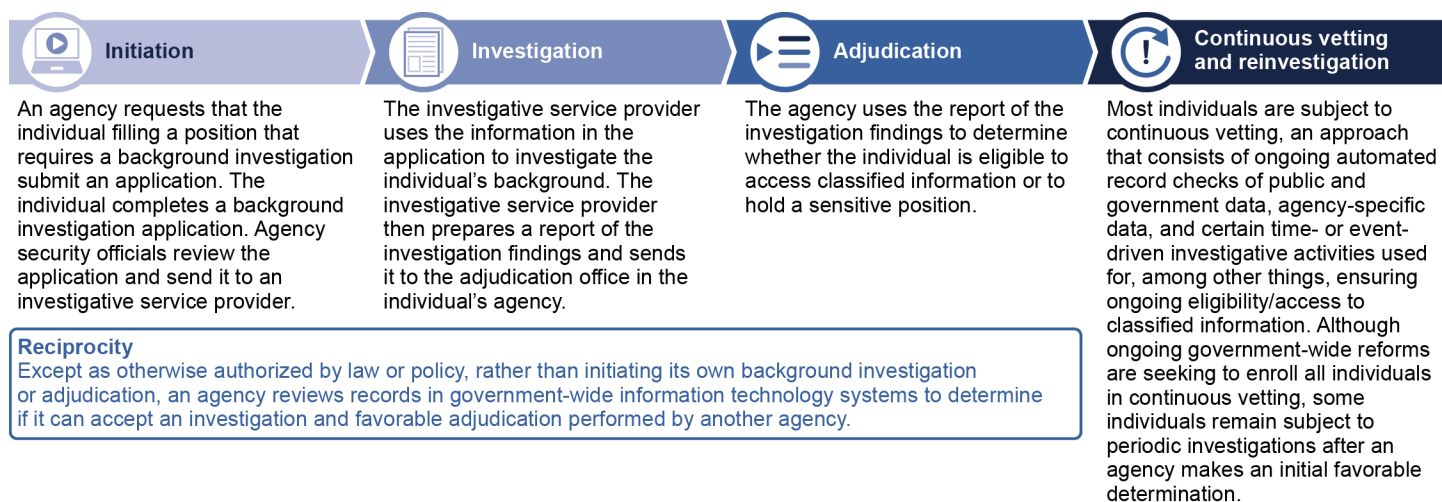 Initiation
An agency requests that the
individual filling a position that
requires a background investigation
submit an application. The
individual completes a background
investigation application. Agency
security officials review the
application and send it to an
investigative service provider.
Investigation
The investigative service provider
uses the information in the
application to investigate the
individual's background. The
investigative service provider
then prepares a report of the
investigation findings and sends
it to the adjudication office in the
individual's agency.
Adjudication
The agency uses the report of the
investigation findings to determine
whether the individual is eligible to
access classified information or to
hold a sensitive position.
Reciprocity
Except as otherwise authorized by law or policy, rather than initiating its own background investigation
or adjudication, an agency reviews records in government-wide information technology systems to determine
if it can accept an investigation and favorable adjudication performed by another agency.
Continuous vetting
and reinvestigation
Most individuals are subject to
continuous vetting, an approach
that consists of ongoing automated
record checks of public and
government data, agency-specific
data, and certain time- or event-
driven investigative activities used
for, among other things, ensuring
ongoing eligibility/access to
classified information. Although
ongoing government-wide reforms
are seeking to enroll all individuals
in continuous vetting, some
individuals remain subject to
periodic investigations after an
agency makes an initial favorable
determination.